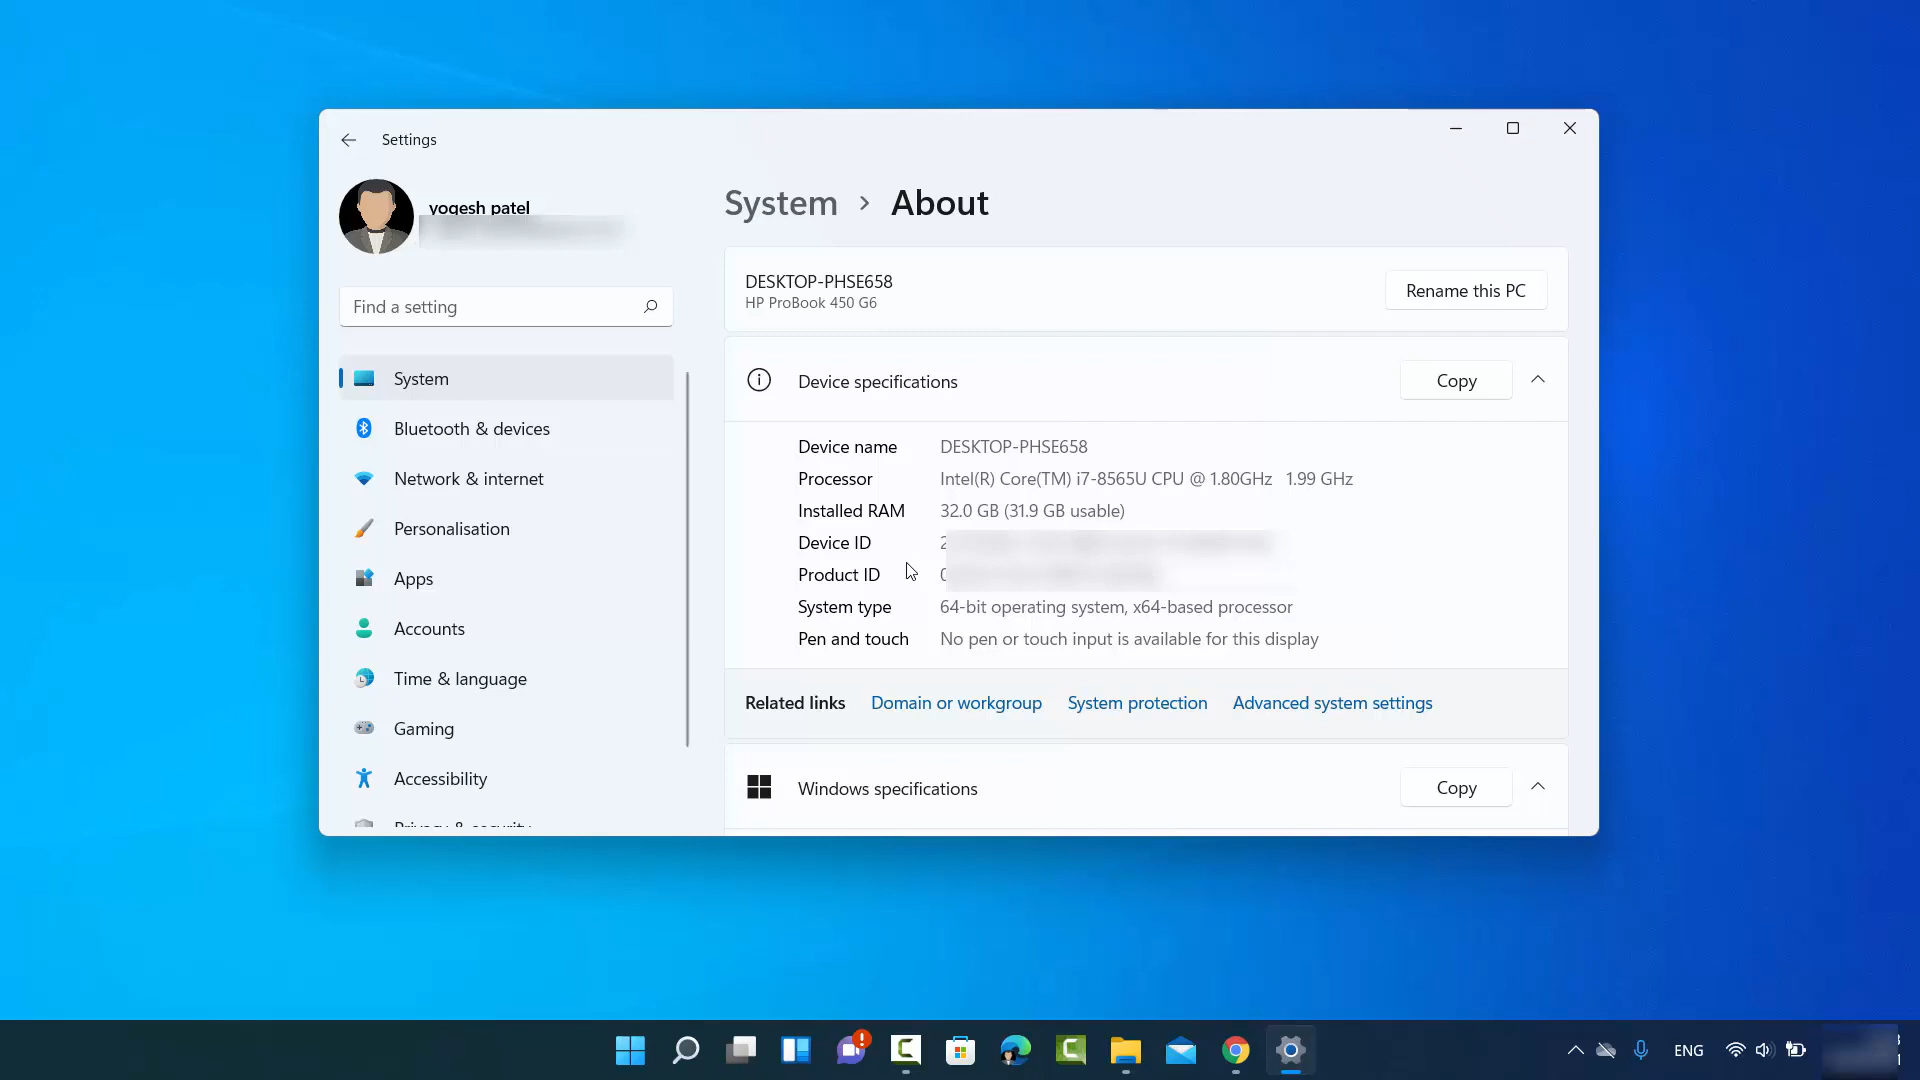 Settings
yogesh patel
System > About
DESKTOP-PHSE658
HP ProBook 450 G6
Rename this PC
Find a setting
System
Bluetooth & devices
Network & internet
Personalisation
Apps
Accounts
Time & language
Gaming
Accessibility
Privacy & security
Device specifications
Copy
Device name DESKTOP-PHSE658
Processor Intel(R) Core(TM) i7-8565U CPU @ 1.80GHz 1.99 GHz
Installed RAM 32.0 GB (31.9 GB usable)
Device ID
Product ID
System type 64-bit operating system, x64-based processor
Pen and touch No pen or touch input is available for this display
Related links Domain or workgroup System protection Advanced system settings
Windows specifications
Copy
ENG